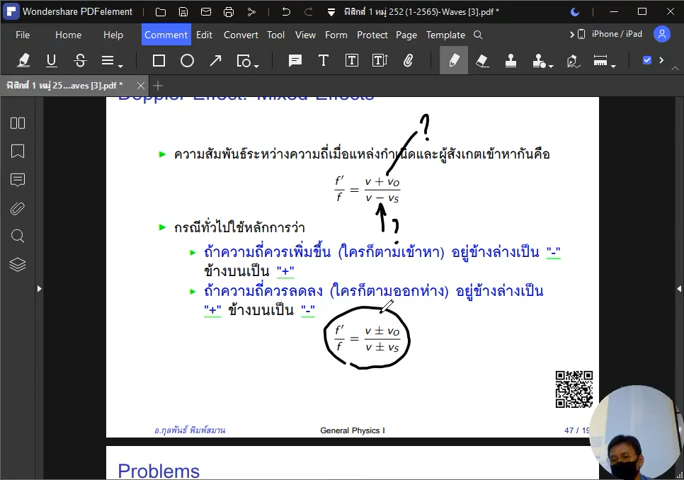 Wondershare PDFelement
ฟิสิกส์ 1 หมู่ 252 (1-2565)-Waves [3].pdf *
File Home Edit Comment Convert Tool View Form Protect Page Template iPhone / iPad
ฟิสิกส์ 1 หมู่ 25...aves [3].pdf *
Doppler Effect: Mixed Effects
?
ความสัมพันธ์ระหว่างความถี่เมื่อแหล่งกำเนิดและผู้สังเกตเข้าหากันคือ
f′/f = (v + vO)/(v − vS)
?
กรณีทั่วไปใช้หลักการว่า
ถ้าความถี่ควรเพิ่มขึ้น (ใครก็ตามเข้าหา) อยู่ข้างล่างเป็น "-"
ข้างบนเป็น "+"
ถ้าความถี่ควรลดลง (ใครก็ตามออกห่าง) อยู่ข้างล่างเป็น
"+" ข้างบนเป็น "-"
f′/f = (v ± vO)/(v ± vS)
อ.กุลพันธ์ พิมพ์สมาน General Physics I 47 / 19
Problems